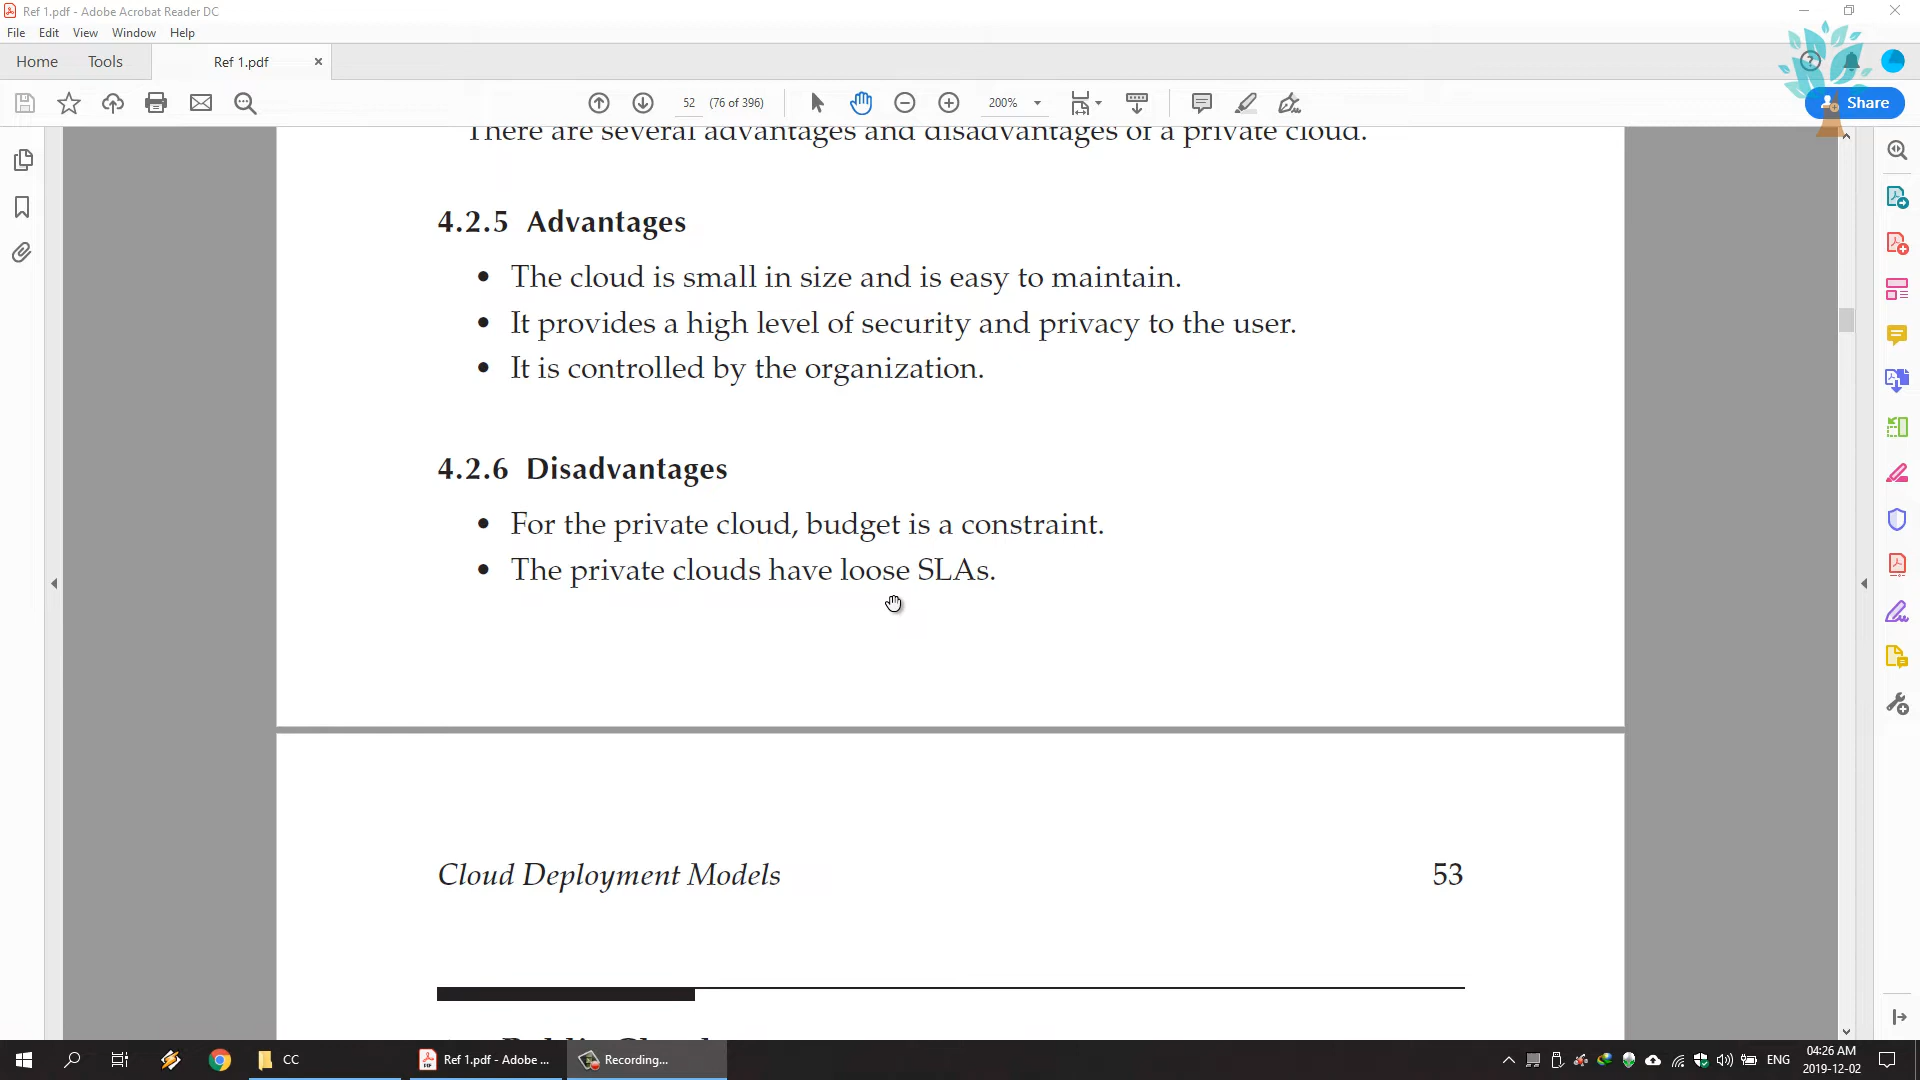 Ref 1.pdf - Adobe Acrobat Reader DC
File Edit View Window Help
Home Tools Ref 1.pdf
52 (76 of 396) 200% Share
There are several advantages and disadvantages of a private cloud.
4.2.5 Advantages
• The cloud is small in size and is easy to maintain.
• It provides a high level of security and privacy to the user.
• It is controlled by the organization.
4.2.6 Disadvantages
• For the private cloud, budget is a constraint.
• The private clouds have loose SLAs.
Cloud Deployment Models 53
Public Cloud
CC Ref 1.pdf - Adobe ... Recording... ENG 04:26 AM
2019-12-02